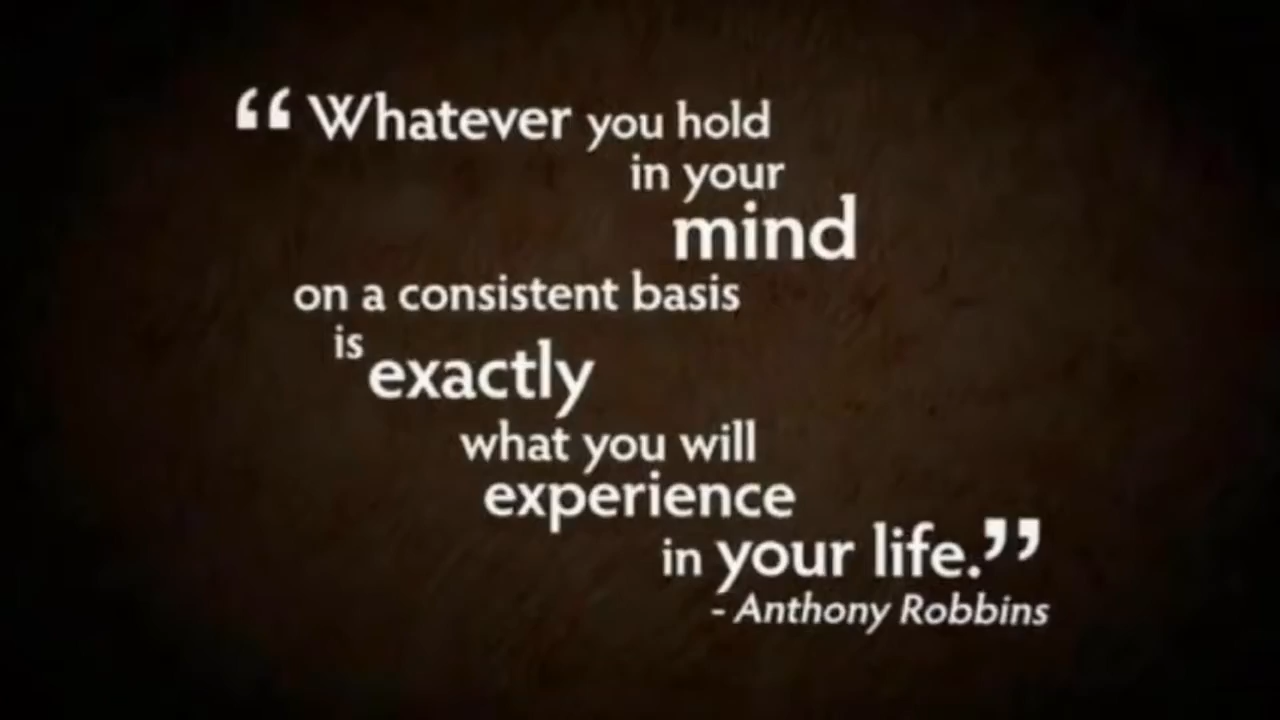 “Whatever you hold
in your
mind
on a consistent basis
is exactly
what you will
experience
in your life.”
- Anthony Robbins